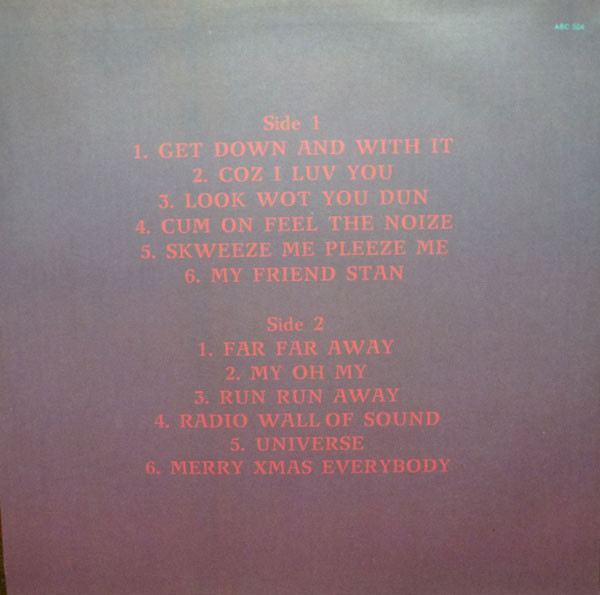 ABC 504
Side 1
1. GET DOWN AND WITH IT
2. COZ I LUV YOU
3. LOOK WOT YOU DUN
4. CUM ON FEEL THE NOIZE
5. SKWEEZE ME PLEEZE ME
6. MY FRIEND STAN
Side 2
1. FAR FAR AWAY
2. MY OH MY
3. RUN RUN AWAY
4. RADIO WALL OF SOUND
5. UNIVERSE
6. MERRY XMAS EVERYBODY